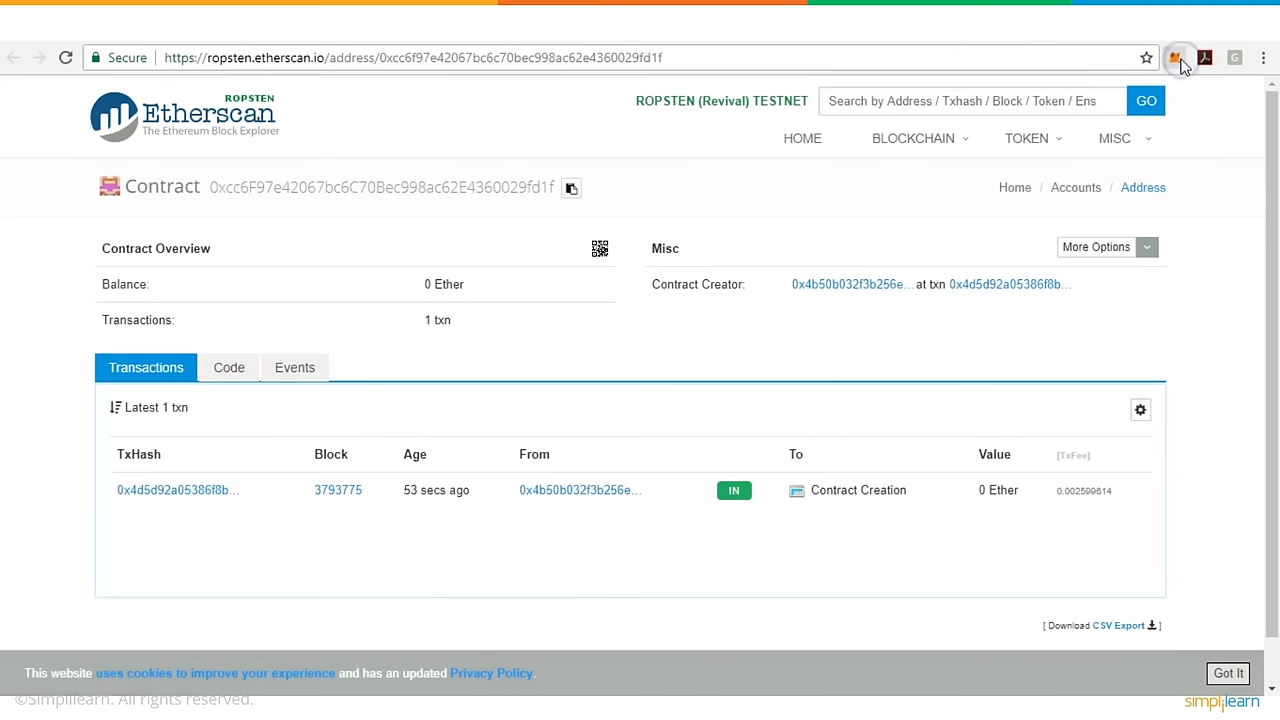 Secure https://ropsten.etherscan.io/address/0xcc6f97e42067bc6c70bec998ac62e4360029fd1f
G
ROPSTEN
Etherscan
The Ethereum Block Explorer
ROPSTEN (Revival) TESTNET Search by Address / Txhash / Block / Token / Ens GO
HOME BLOCKCHAIN TOKEN MISC
Contract 0xcc6F97e42067bc6C70Bec998ac62E4360029fd1f
Home / Accounts / Address
Contract Overview
Misc More Options
Balance: 0 Ether
Contract Creator: 0x4b50b032f3b256e... at txn 0x4d5d92a05386f8b...
Transactions: 1 txn
Transactions Code Events
Latest 1 txn
TxHash Block Age From To Value [TxFee]
0x4d5d92a05386f8b... 3793775 53 secs ago 0x4b50b032f3b256e... IN Contract Creation 0 Ether 0.002599614
[ Download CSV Export ]
This website uses cookies to improve your experience and has an updated Privacy Policy. Got It
©Simplilearn. All rights reserved.
simplilearn